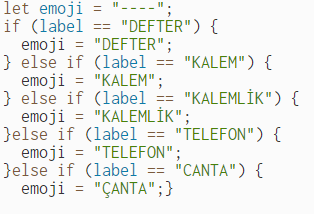 let emoji = "----";
if (label == "DEFTER") {
  emoji = "DEFTER";
} else if (label == "KALEM") {
  emoji = "KALEM";
} else if (label == "KALEMLİK") {
  emoji = "KALEMLİK";
}else if (label == "TELEFON") {
  emoji = "TELEFON";
}else if (label == "CANTA") {
  emoji = "ÇANTA";}